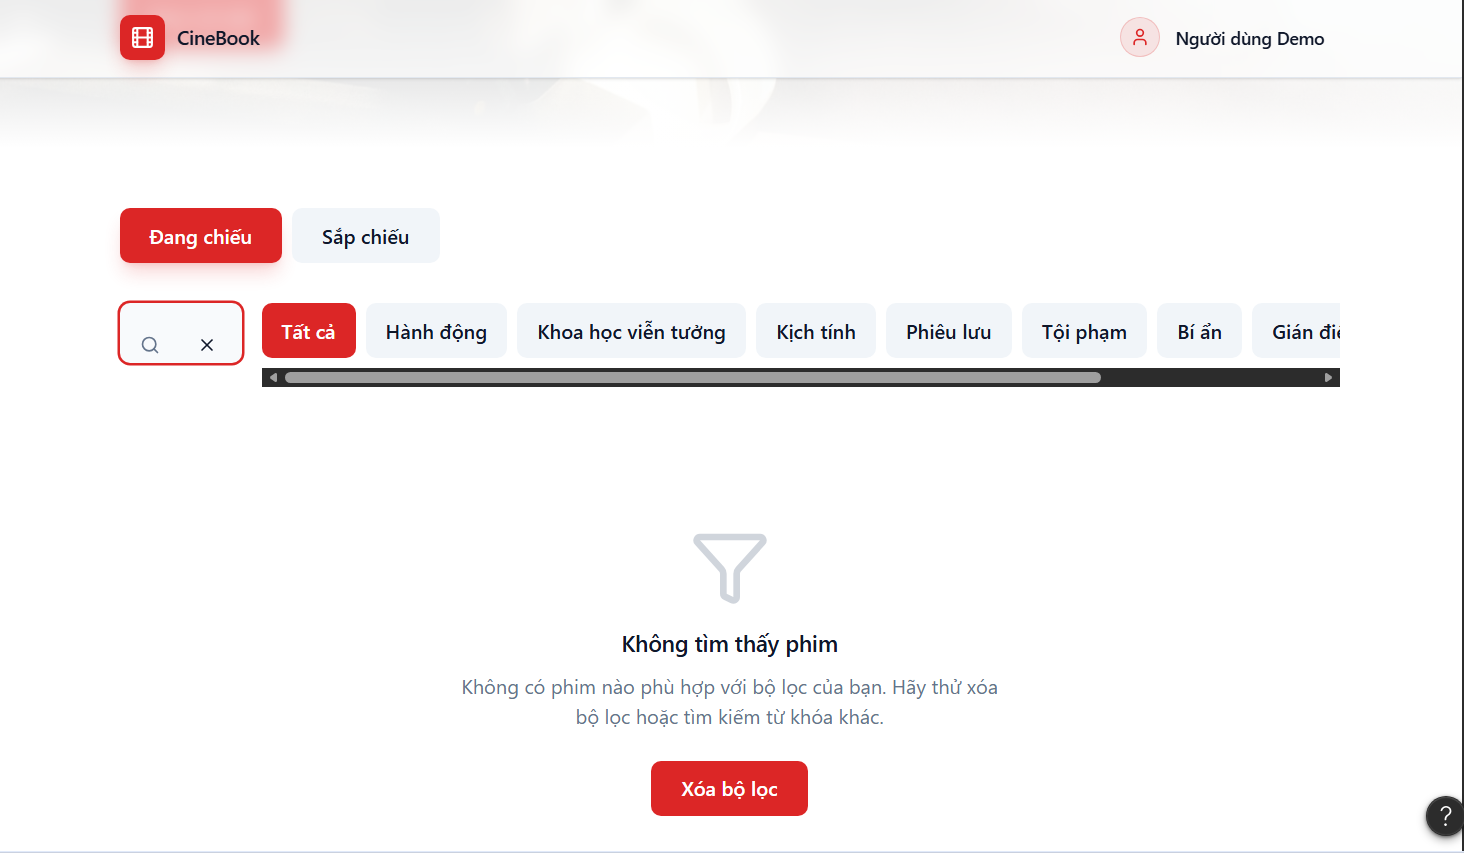 CineBook
Người dùng Demo
Đang chiếu
Sắp chiếu
Tất cả
Hành động
Khoa học viễn tưởng
Kịch tính
Phiêu lưu
Tội phạm
Bí ẩn
Gián
Không tìm thấy phim
Không có phim nào phù hợp với bộ lọc của bạn. Hãy thử xóa
bộ lọc hoặc tìm kiếm từ khóa khác.
Xóa bộ lọc
?